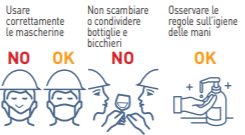 Usare
correttamente
le mascherine
NO OK
Non scambiare
o condividere
bottiglie e
bicchieri
NO
Osservare le
regole sull'igiene
delle mani
OK